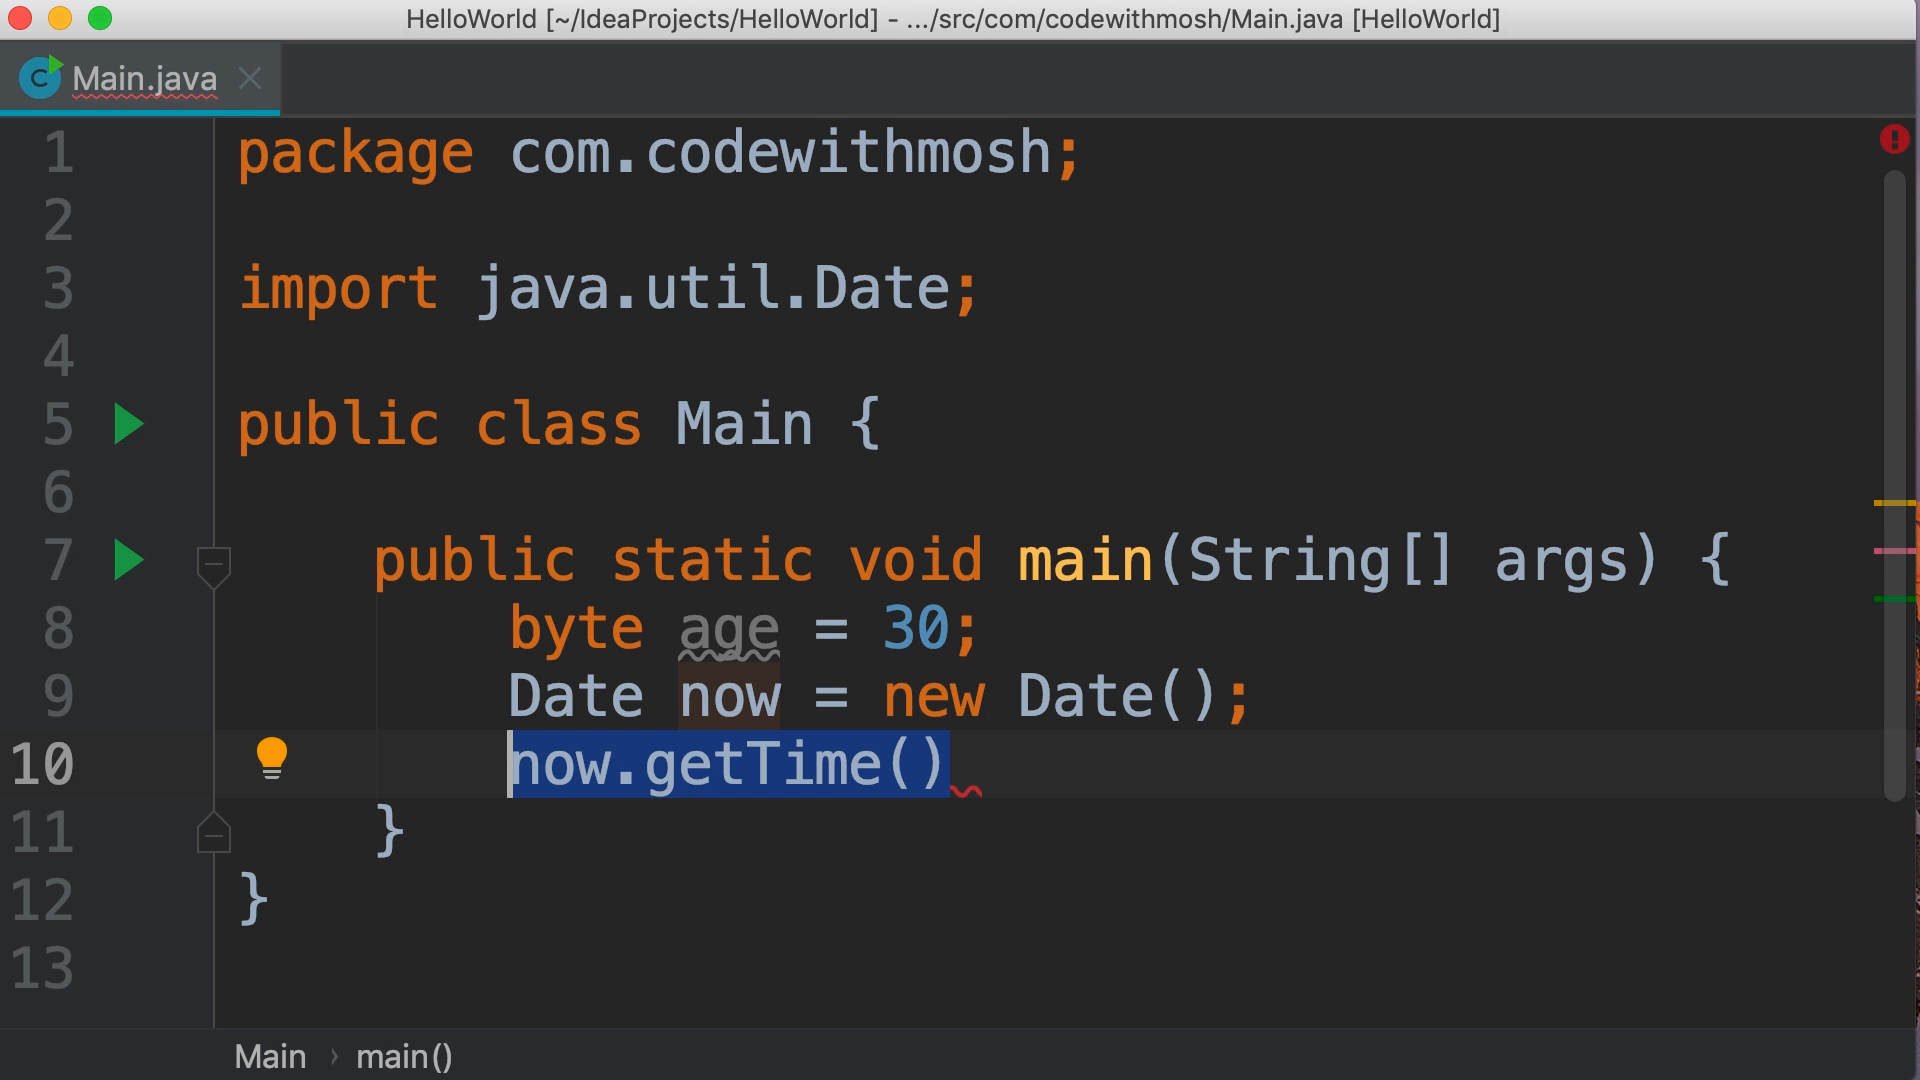 HelloWorld [~/IdeaProjects/HelloWorld] - .../src/com/codewithmosh/Main.java [HelloWorld]
Main.java
1 package com.codewithmosh;
2
3 import java.util.Date;
4
5 public class Main {
6
7 public static void main(String[] args) {
8 byte age = 30;
9 Date now = new Date();
10 now.getTime()
11 }
12 }
13
Main › main()